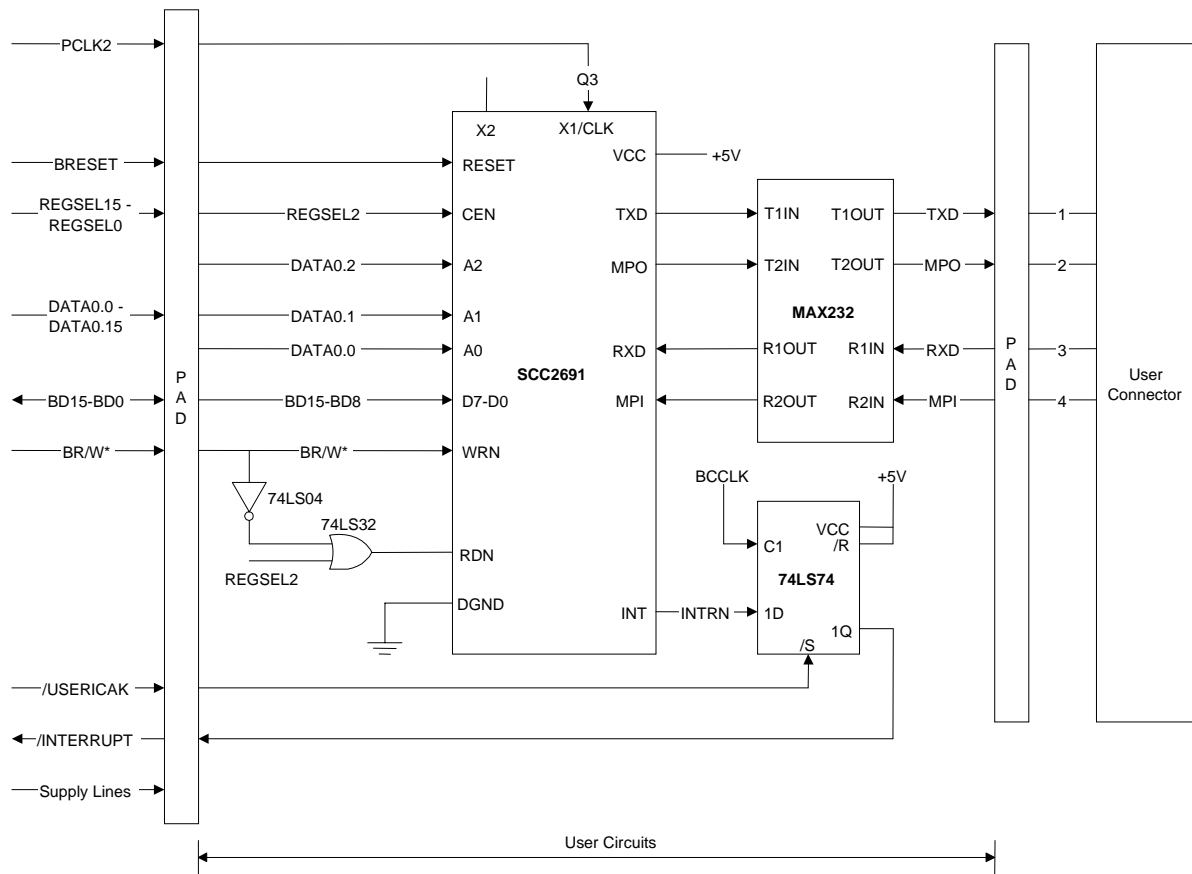 PCLK2
Q3
X2
X1/CLK
BRESET
RESET
VCC
+5V
REGSEL15 -
REGSEL0
REGSEL2
CEN
TXD
T1IN
T1OUT
TXD
1
DATA0.2
A2
MPO
T2IN
T2OUT
MPO
2
DATA0.0 -
DATA0.15
DATA0.1
A1
MAX232
DATA0.0
A0
RXD
R1OUT
R1IN
RXD
3
SCC2691
PAD
PAD
User
Connector
BD15-BD0
BD15-BD8
D7-D0
MPI
R2OUT
R2IN
MPI
4
BR/W*
BR/W*
WRN
74LS04
BCCLK
+5V
74LS32
VCC
/R
C1
RDN
REGSEL2
74LS74
DGND
INT
INTRN
1D
1Q
/S
/USERICAK
/INTERRUPT
Supply Lines
User Circuits